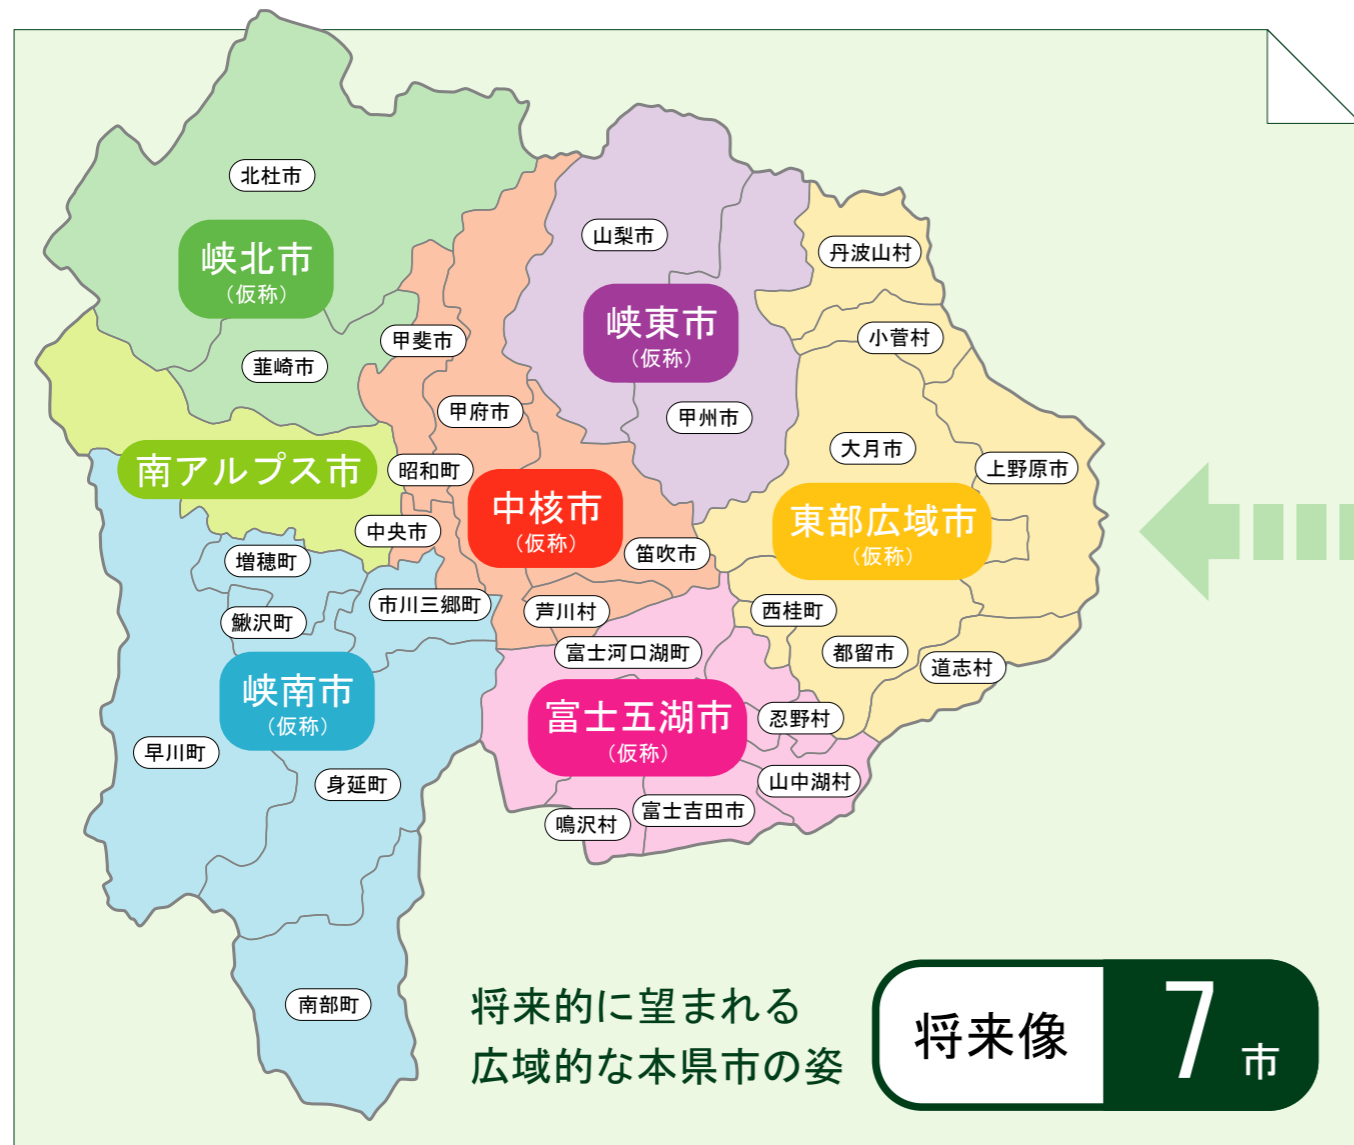 北杜市
峡北市
(仮称)
韮崎市
山梨市
丹波山村
峡東市
(仮称)
小菅村
甲斐市
甲府市
甲州市
大月市
上野原市
南アルプス市
昭和町
中核市
(仮称)
東部広域市
(仮称)
中央市
笛吹市
増穂町
鰍沢町
市川三郷町
芦川村
西桂町
富士河口湖町
都留市
道志村
峡南市
(仮称)
富士五湖市
(仮称)
忍野村
早川町
身延町
山中湖村
鳴沢村
富士吉田市
南部町
将来的に望まれる
広域的な本県市の姿
将来像
7市